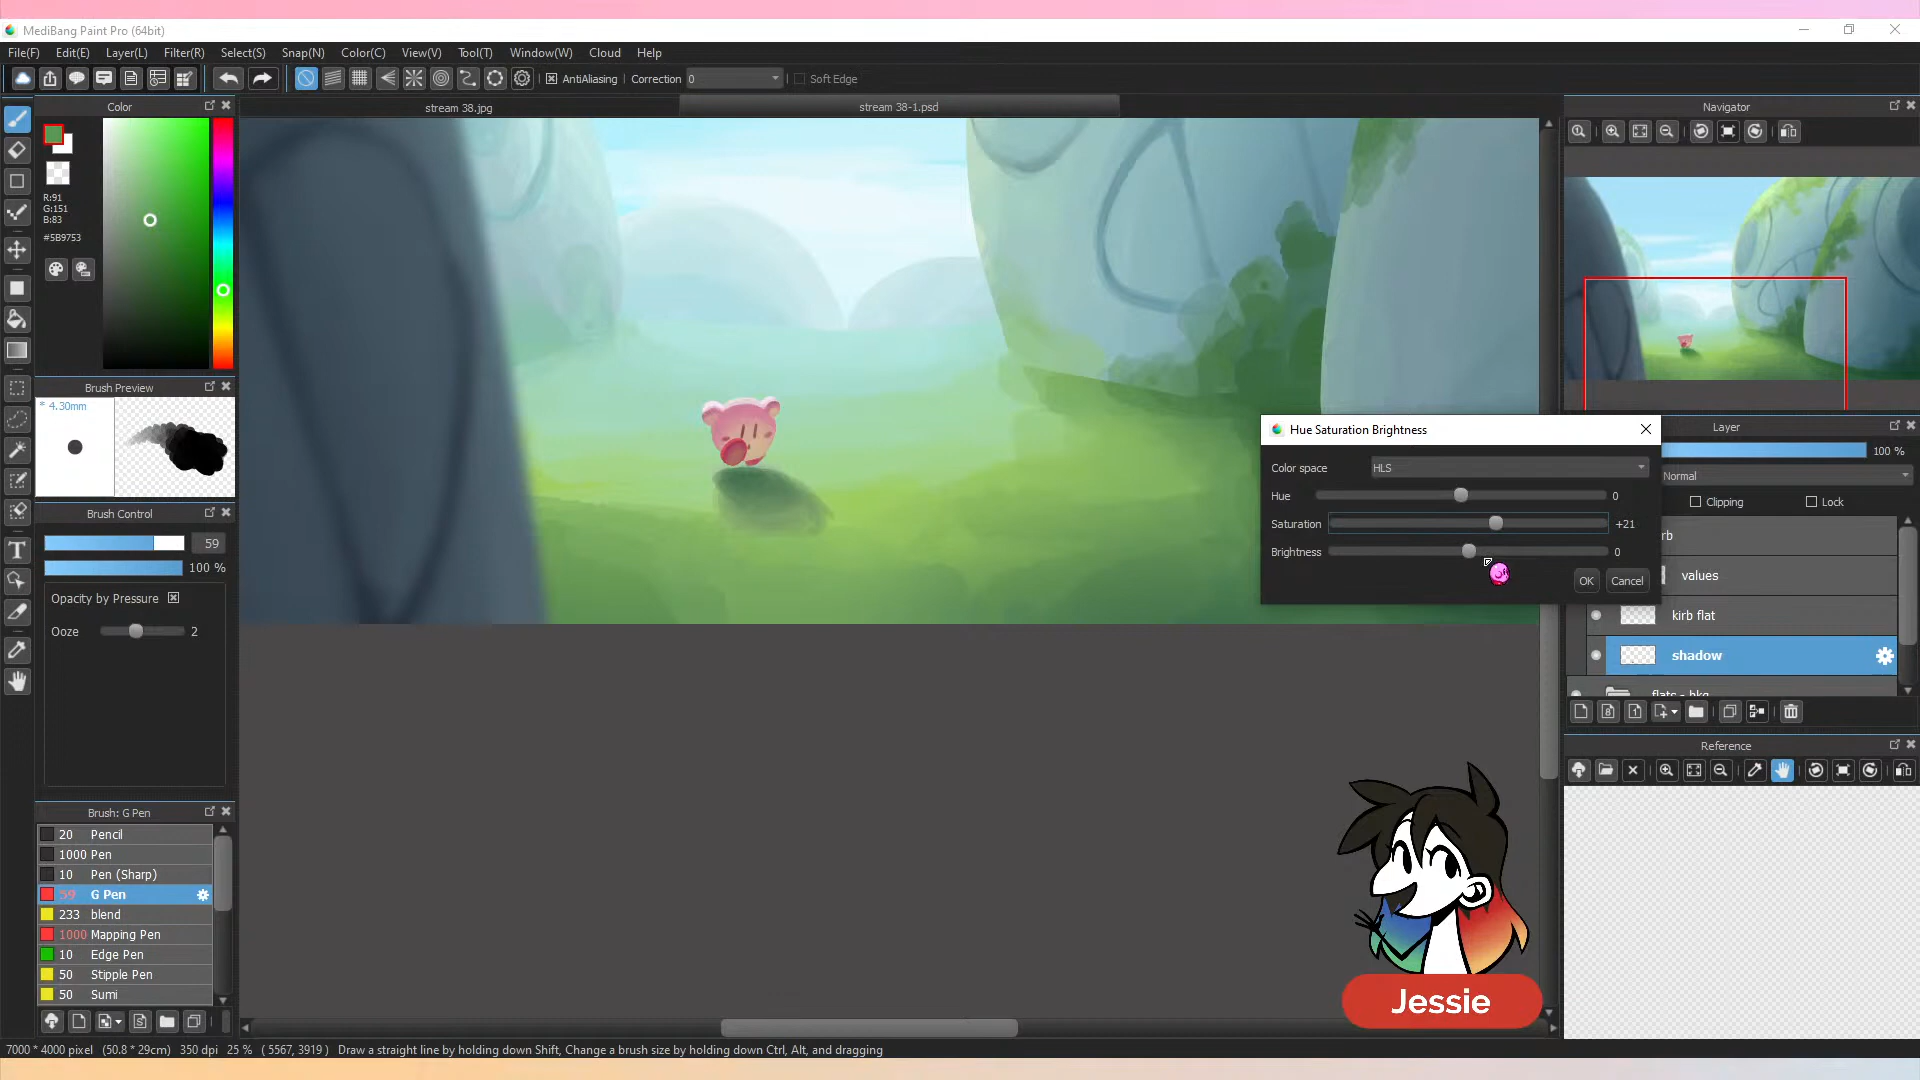 MediBang Paint Pro (64bit)
File(F) Edit(E) Layer(L) Filter(R) Select(S) Snap(N) Color(C) View(V) Tool(T) Window(W) Cloud Help
AntiAliasing Correction 0 Soft Edge
Color
stream 38.jpg
stream 38-1.psd
Navigator
R:91
G:151
B:83
#5B9753
Brush Preview
* 4.30mm
Brush Control
59
100 %
Opacity by Pressure
Ooze 2
Brush: G Pen
20 Pencil
1000 Pen
10 Pen (Sharp)
59 G Pen
233 blend
1000 Mapping Pen
10 Edge Pen
50 Stipple Pen
50 Sumi
Hue Saturation Brightness
Color space HLS
Hue 0
Saturation +21
Brightness 0
OK Cancel
Layer
100 %
Normal
Clipping Lock
rb
values
kirb flat
shadow
flats - bkg
Reference
Jessie
7000 * 4000 pixel (50.8 * 29cm) 350 dpi 25 % ( 5567, 3919 ) Draw a straight line by holding down Shift, Change a brush size by holding down Ctrl, Alt, and dragging